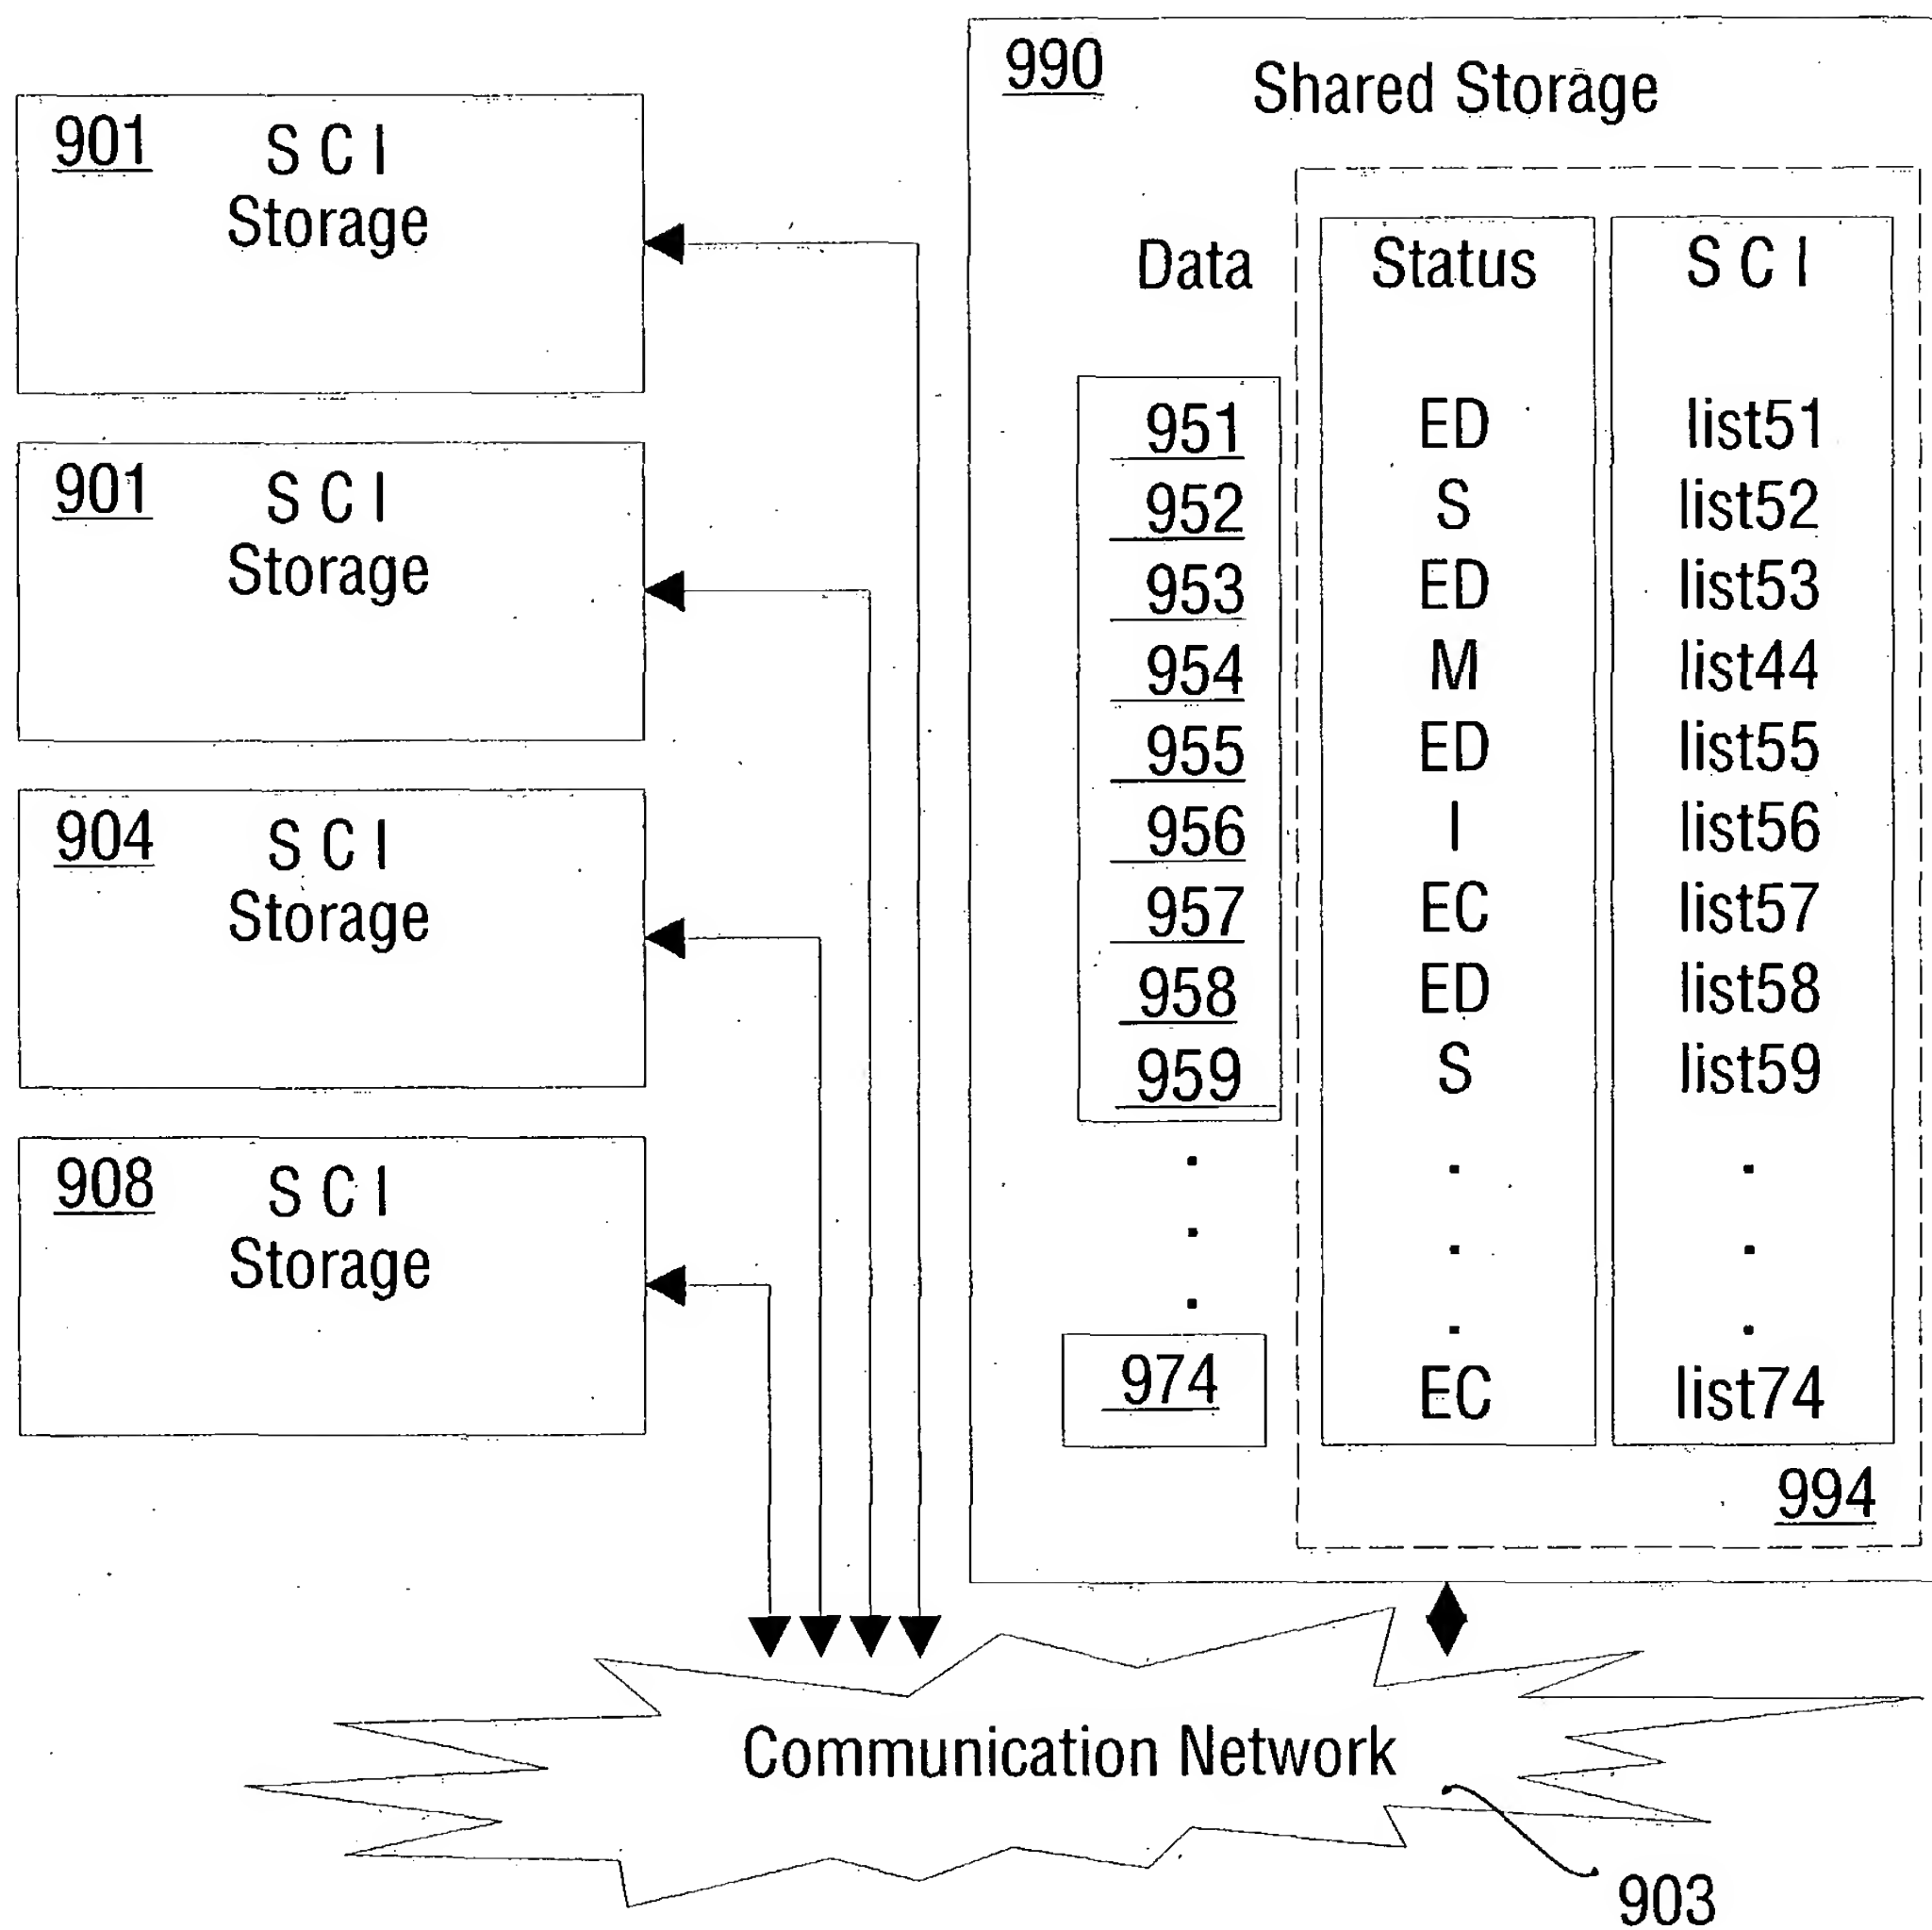 901 S C I
Storage
901 S C I
Storage
904 S C I
Storage
908 S C I
Storage
990 Shared Storage
Data Status S C I
951 ED list51
952 S list52
953 ED list53
954 M list44
955 ED list55
956 I list56
957 EC list57
958 ED list58
959 S list59
. . .
. . .
. . .
974 EC list74
994
Communication Network
903